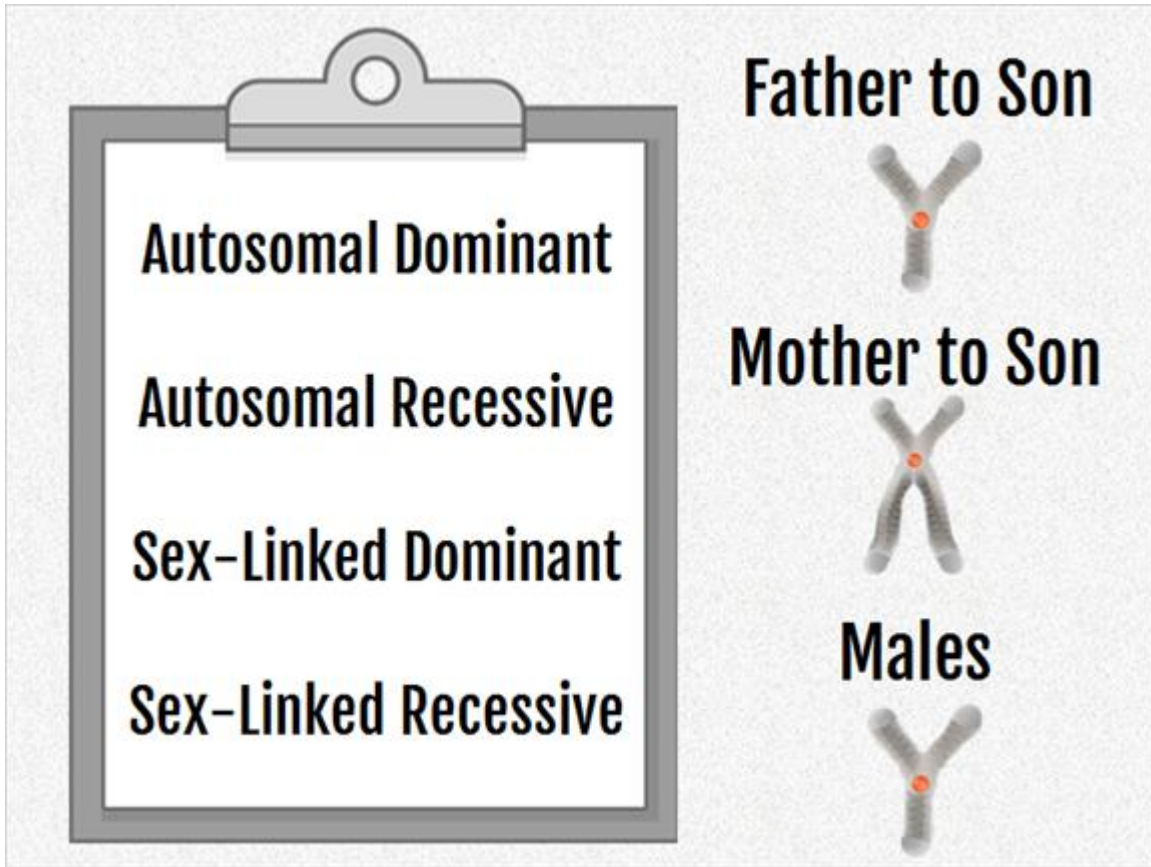 Autosomal Dominant
Autosomal Recessive
Sex-Linked Dominant
Sex-Linked Recessive
Father to Son
Mother to Son
Males